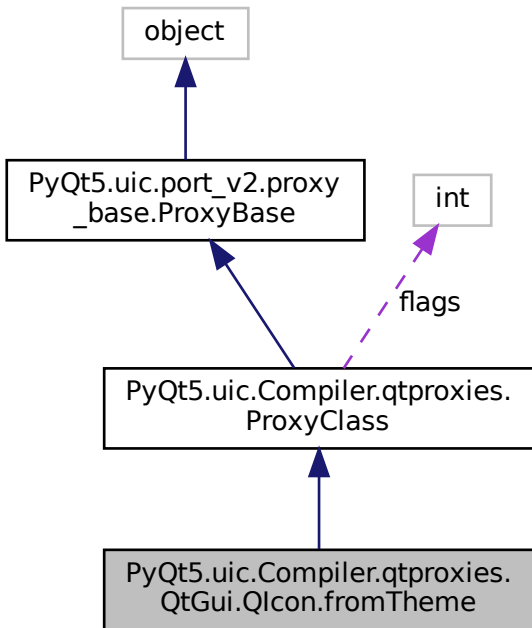 object
PyQt5.uic.port_v2.proxy
_base.ProxyBase
int
flags
PyQt5.uic.Compiler.qtproxies.
ProxyClass
PyQt5.uic.Compiler.qtproxies.
QtGui.QIcon.fromTheme